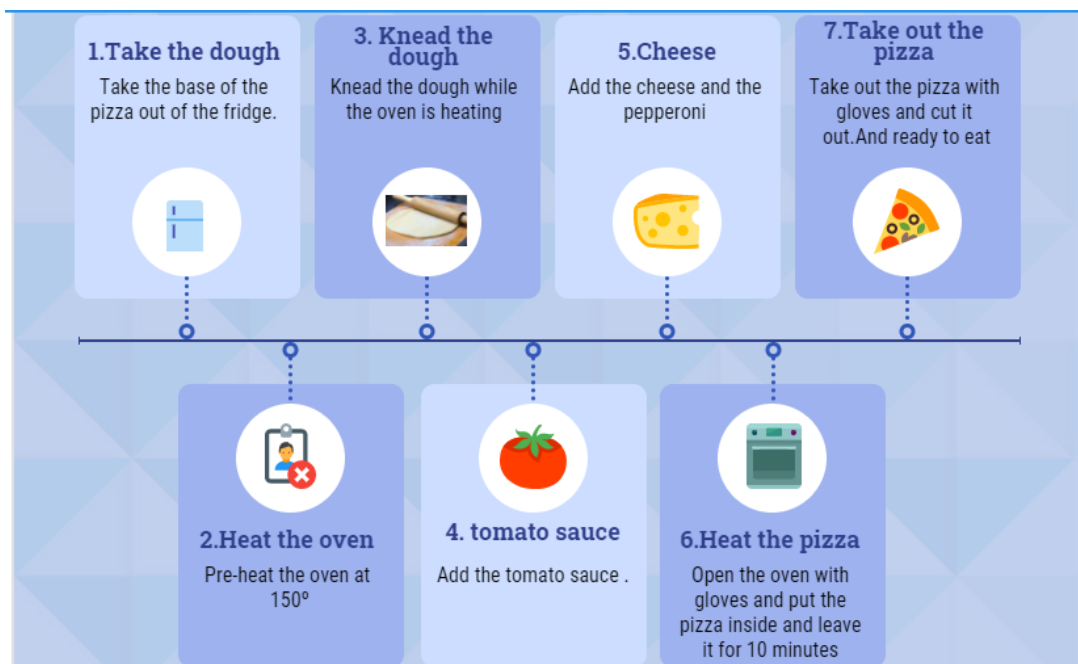 1.Take the dough
Take the base of the
pizza out of the fridge.
2.Heat the oven
Pre-heat the oven at
150º
3. Knead the
dough
Knead the dough while
the oven is heating
4. tomato sauce
Add the tomato sauce .
5.Cheese
Add the cheese and the
pepperoni
6.Heat the pizza
Open the oven with
gloves and put the
pizza inside and leave
it for 10 minutes
7.Take out the
pizza
Take out the pizza with
gloves and cut it
out.And ready to eat